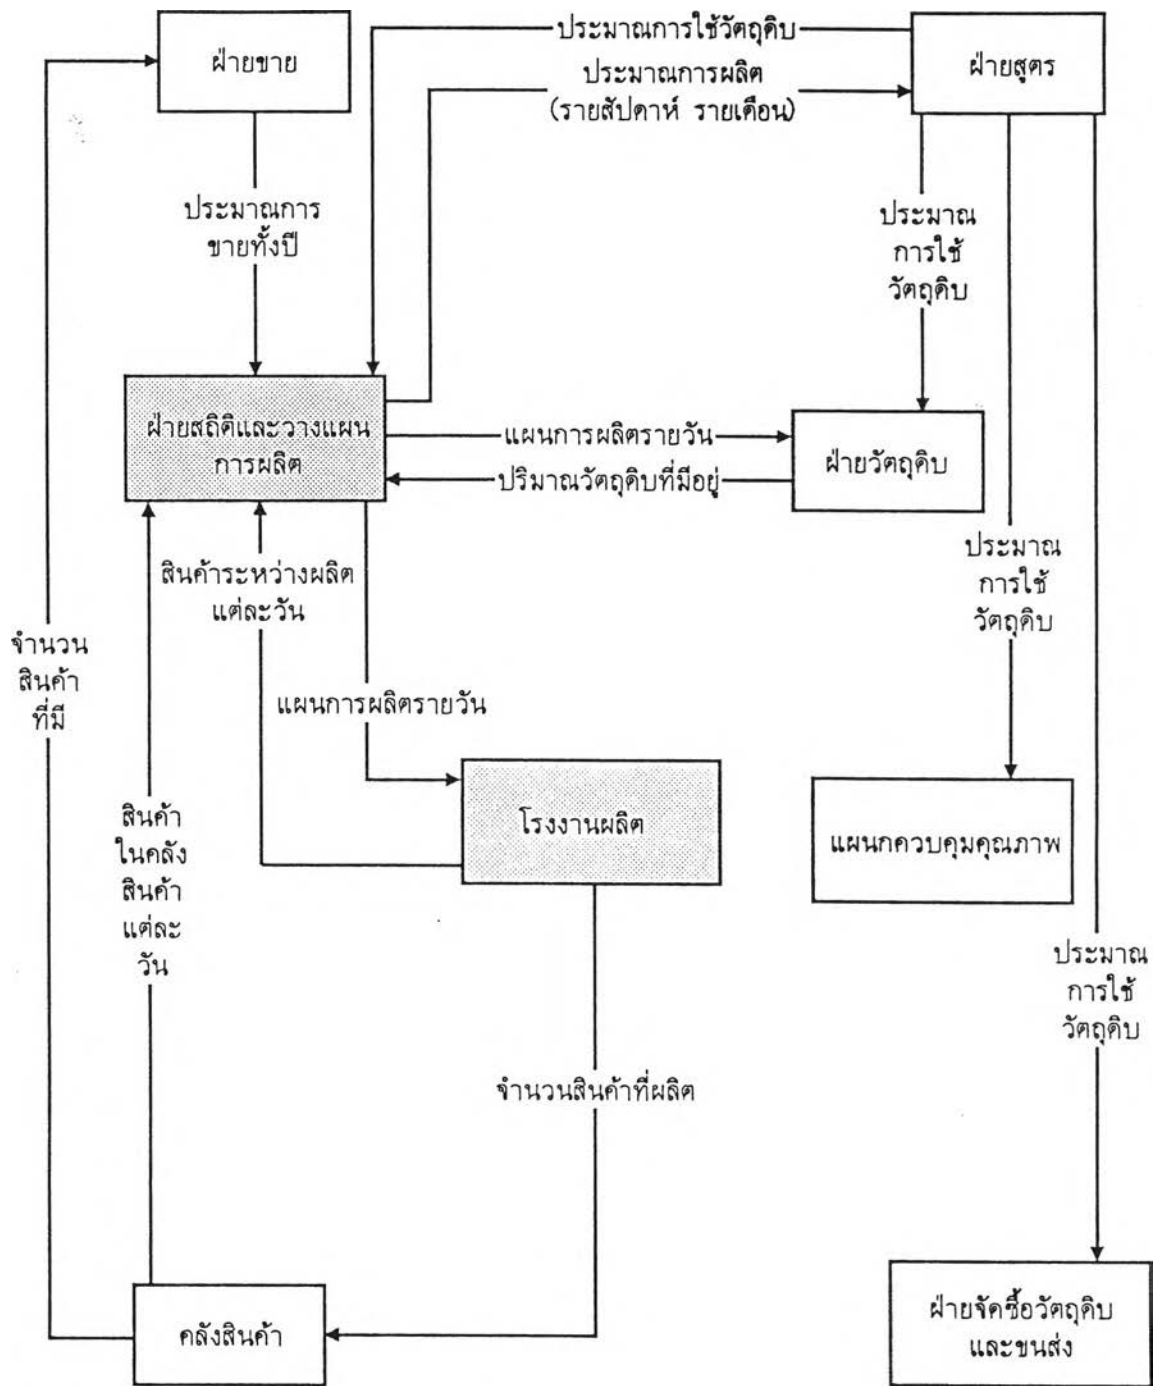 ฝ่ายขาย
ประมาณการใช้วัตถุดิบ
ฝ่ายสูตร
ประมาณการผลิต
(รายสัปดาห์ รายเดือน)
ประมาณการ
ขายทั้งปี
ประมาณ
การใช้
วัตถุดิบ
ฝ่ายสถิติและวางแผน
การผลิต
แผนการผลิตรายวัน
ปริมาณวัตถุดิบที่มีอยู่
ฝ่ายวัตถุดิบ
สินค้าระหว่างผลิต
แต่ละวัน
ประมาณ
การใช้
วัตถุดิบ
จำนวน
สินค้า
ที่มี
แผนการผลิตรายวัน
สินค้า
ในคลัง
สินค้า
แต่ละ
วัน
โรงงานผลิต
แผนกควบคุมคุณภาพ
ประมาณ
การใช้
วัตถุดิบ
จำนวนสินค้าที่ผลิต
คลังสินค้า
ฝ่ายจัดซื้อวัตถุดิบ
และขนส่ง